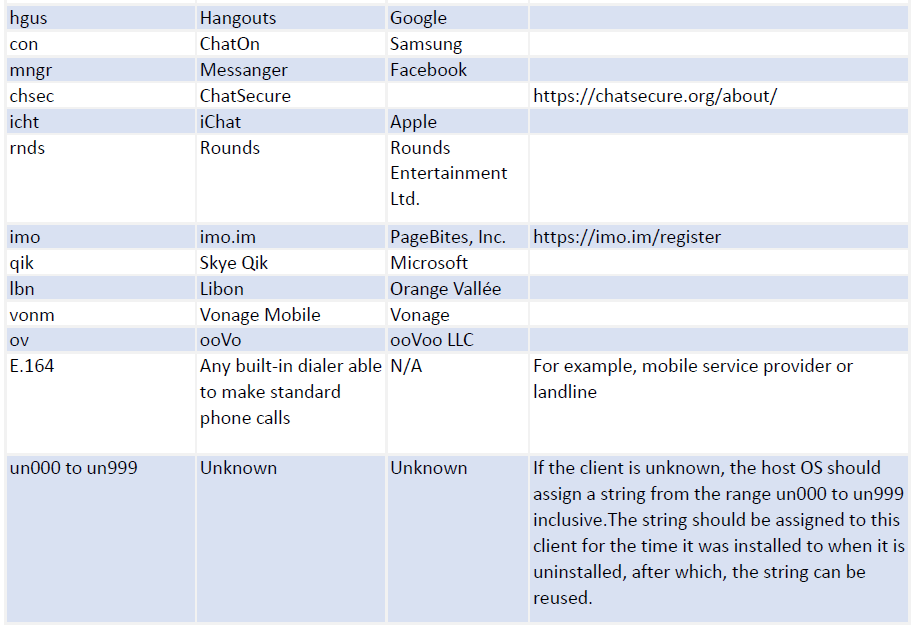 hgus Hangouts Google
con ChatOn Samsung
mngr Messanger Facebook
chsec ChatSecure https://chatsecure.org/about/
icht iChat Apple
rnds Rounds Rounds
Entertainment
Ltd.
imo imo.im PageBites, Inc. https://imo.im/register
qik Skye Qik Microsoft
lbn Libon Orange Vallée
vonm Vonage Mobile Vonage
ov ooVo ooVoo LLC
E.164 Any built-in dialer able N/A For example, mobile service provider or
to make standard landline
phone calls
un000 to un999 Unknown Unknown If the client is unknown, the host OS should
assign a string from the range un000 to un999
inclusive.The string should be assigned to this
client for the time it was installed to when it is
uninstalled, after which, the string can be
reused.